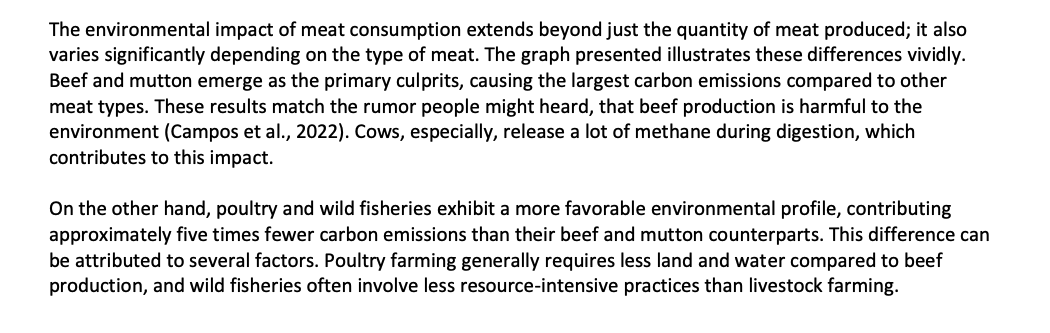 The environmental impact of meat consumption extends beyond just the quantity of meat produced; it also
varies significantly depending on the type of meat. The graph presented illustrates these differences vividly.
Beef and mutton emerge as the primary culprits, causing the largest carbon emissions compared to other
meat types. These results match the rumor people might heard, that beef production is harmful to the
environment (Campos et al., 2022). Cows, especially, release a lot of methane during digestion, which
contributes to this impact.
On the other hand, poultry and wild fisheries exhibit a more favorable environmental profile, contributing
approximately five times fewer carbon emissions than their beef and mutton counterparts. This difference can
be attributed to several factors. Poultry farming generally requires less land and water compared to beef
production, and wild fisheries often involve less resource-intensive practices than livestock farming.